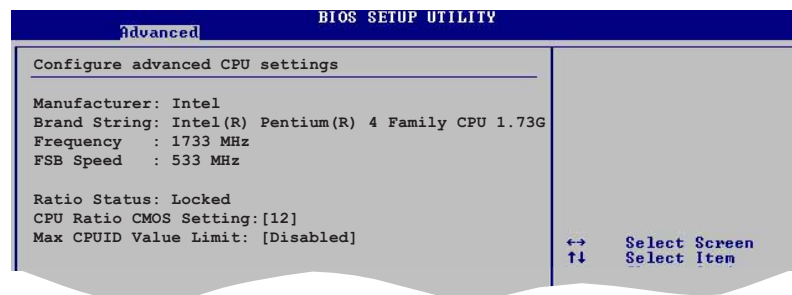 BIOS SETUP UTILITY
Advanced
Configure advanced CPU settings
Manufacturer: Intel
Brand String: Intel(R) Pentium(R) 4 Family CPU 1.73G
Frequency : 1733 MHz
FSB Speed : 533 MHz
Ratio Status: Locked
CPU Ratio CMOS Setting:[12]
Max CPUID Value Limit: [Disabled]
↔ Select Screen
↑↓ Select Item